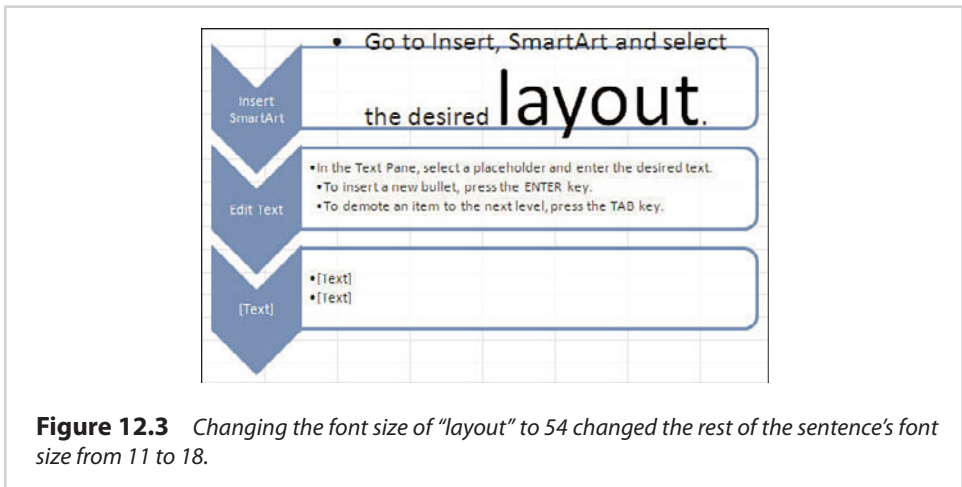 • Go to Insert, SmartArt and select
the desired layout.
Insert
SmartArt
•In the Text Pane, select a placeholder and enter the desired text.
•To insert a new bullet, press the ENTER key.
•To demote an item to the next level, press the TAB key.
Edit Text
•[Text]
•[Text]
[Text]
Figure 12.3 Changing the font size of “layout” to 54 changed the rest of the sentence’s font
size from 11 to 18.